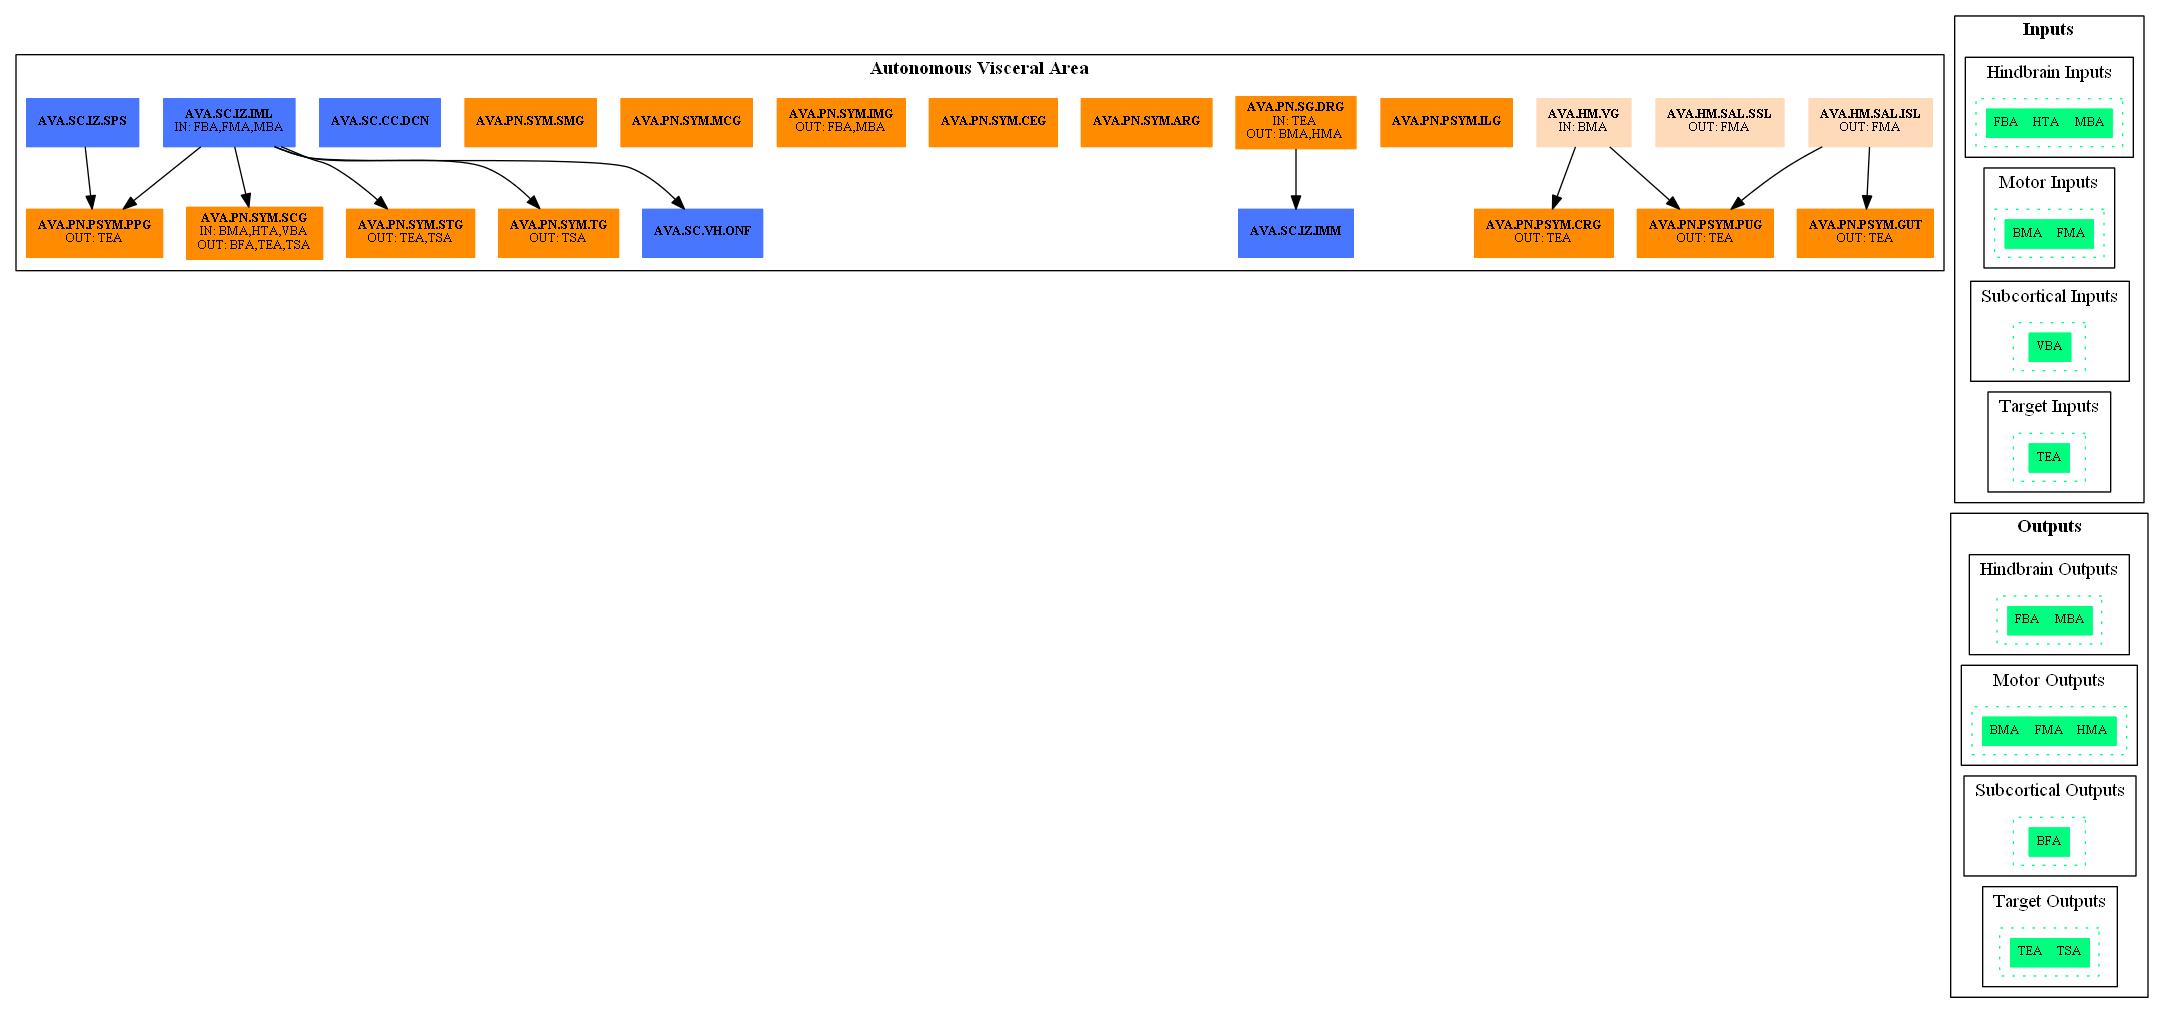 Autonomous Visceral Area
AVA.SC.IZ.SPS
AVA.SC.IZ.IML
IN: FBA,FMA,MBA
AVA.SC.CC.DCN
AVA.PN.SYM.SMG
AVA.PN.SYM.MCG
AVA.PN.SYM.IMG
OUT: FBA,MBA
AVA.PN.SYM.CEG
AVA.PN.SYM.ARG
AVA.PN.SG.DRG
IN: TEA
OUT: BMA,HMA
AVA.PN.PSYM.ILG
AVA.HM.VG
IN: BMA
AVA.HM.SAL.SSL
OUT: FMA
AVA.HM.SAL.ISL
OUT: FMA
AVA.PN.PSYM.PPG
OUT: TEA
AVA.PN.SYM.SCG
IN: BMA,HTA,VBA
OUT: BFA,TEA,TSA
AVA.PN.SYM.STG
OUT: TEA,TSA
AVA.PN.SYM.TG
OUT: TSA
AVA.SC.VH.ONF
AVA.SC.IZ.IMM
AVA.PN.PSYM.CRG
OUT: TEA
AVA.PN.PSYM.PUG
OUT: TEA
AVA.PN.PSYM.GUT
OUT: TEA
Inputs
Hindbrain Inputs
FBA HTA MBA
Motor Inputs
BMA FMA
Subcortical Inputs
VBA
Target Inputs
TEA
Outputs
Hindbrain Outputs
FBA MBA
Motor Outputs
BMA FMA HMA
Subcortical Outputs
BFA
Target Outputs
TEA TSA